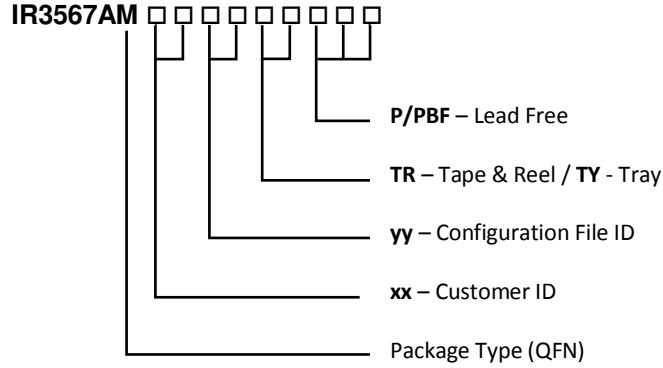 IR3567AM □ □ □ □ □ □ □ □ □
P/PBF – Lead Free
TR – Tape & Reel / TY - Tray
yy – Configuration File ID
xx – Customer ID
Package Type (QFN)